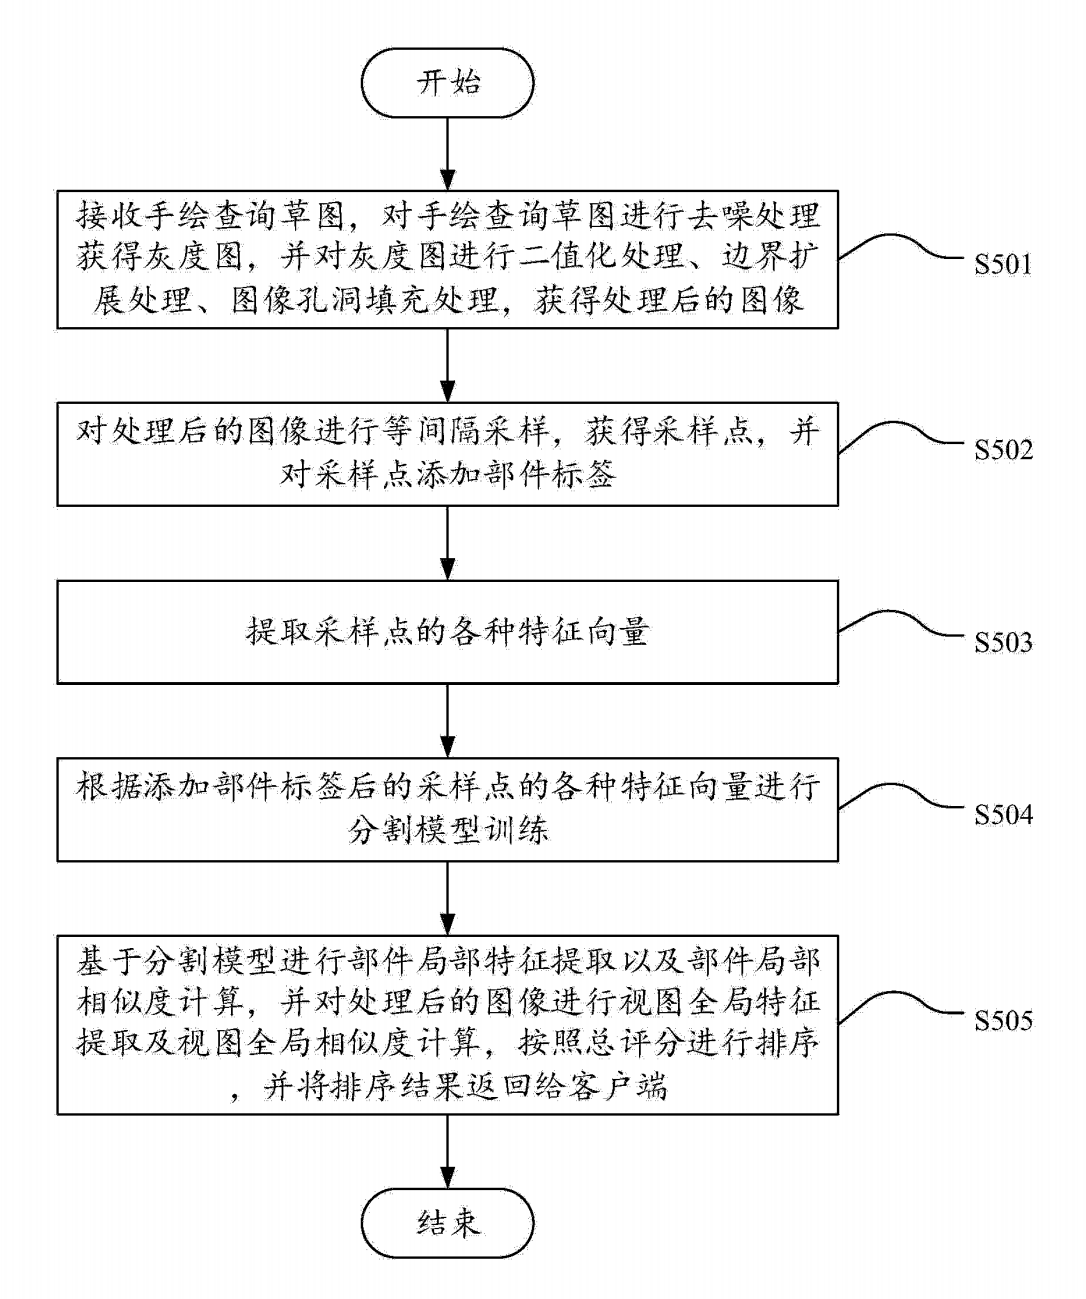 开始
接收手绘查询草图，对手绘查询草图进行去噪处理
获得灰度图，并对灰度图进行二值化处理、边界扩
展处理、图像孔洞填充处理，获得处理后的图像
S501
对处理后的图像进行等间隔采样，获得采样点，并
对采样点添加部件标签
S502
提取采样点的各种特征向量
S503
根据添加部件标签后的采样点的各种特征向量进行
分割模型训练
S504
基于分割模型进行部件局部特征提取以及部件局部
相似度计算，并对处理后的图像进行视图全局特征
提取及视图全局相似度计算，按照总评分进行排序
，并将排序结果返回给客户端
S505
结束